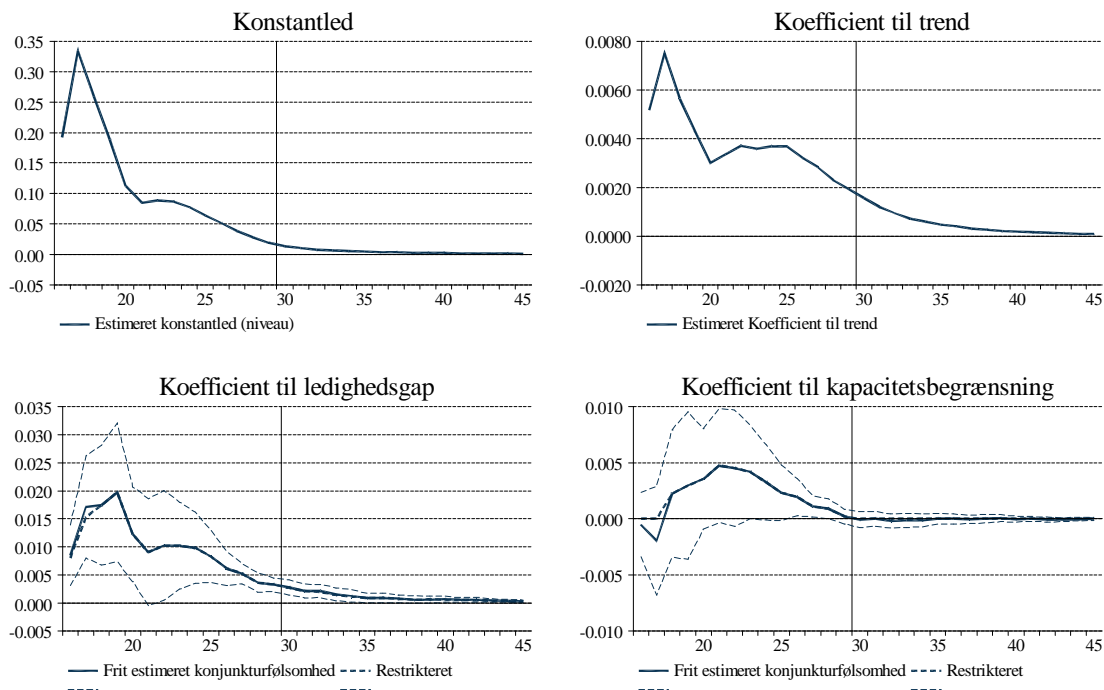 Konstantled
0.35
0.30
0.25
0.20
0.15
0.10
0.05
0.00
-0.05
20 25 30 35 40 45
Estimeret konstantled (niveau)
Koefficient til trend
0.0080
0.0060
0.0040
0.0020
0.0000
-0.0020
20 25 30 35 40 45
Estimeret Koefficient til trend
Koefficient til ledighedsgap
0.035
0.030
0.025
0.020
0.015
0.010
0.005
0.000
-0.005
20 25 30 35 40 45
Frit estimeret konjunkturfølsomhed Restrikteret
Koefficient til kapacitetsbegrænsning
0.010
0.005
0.000
-0.005
-0.010
20 25 30 35 40 45
Frit estimeret konjunkturfølsomhed Restrikteret